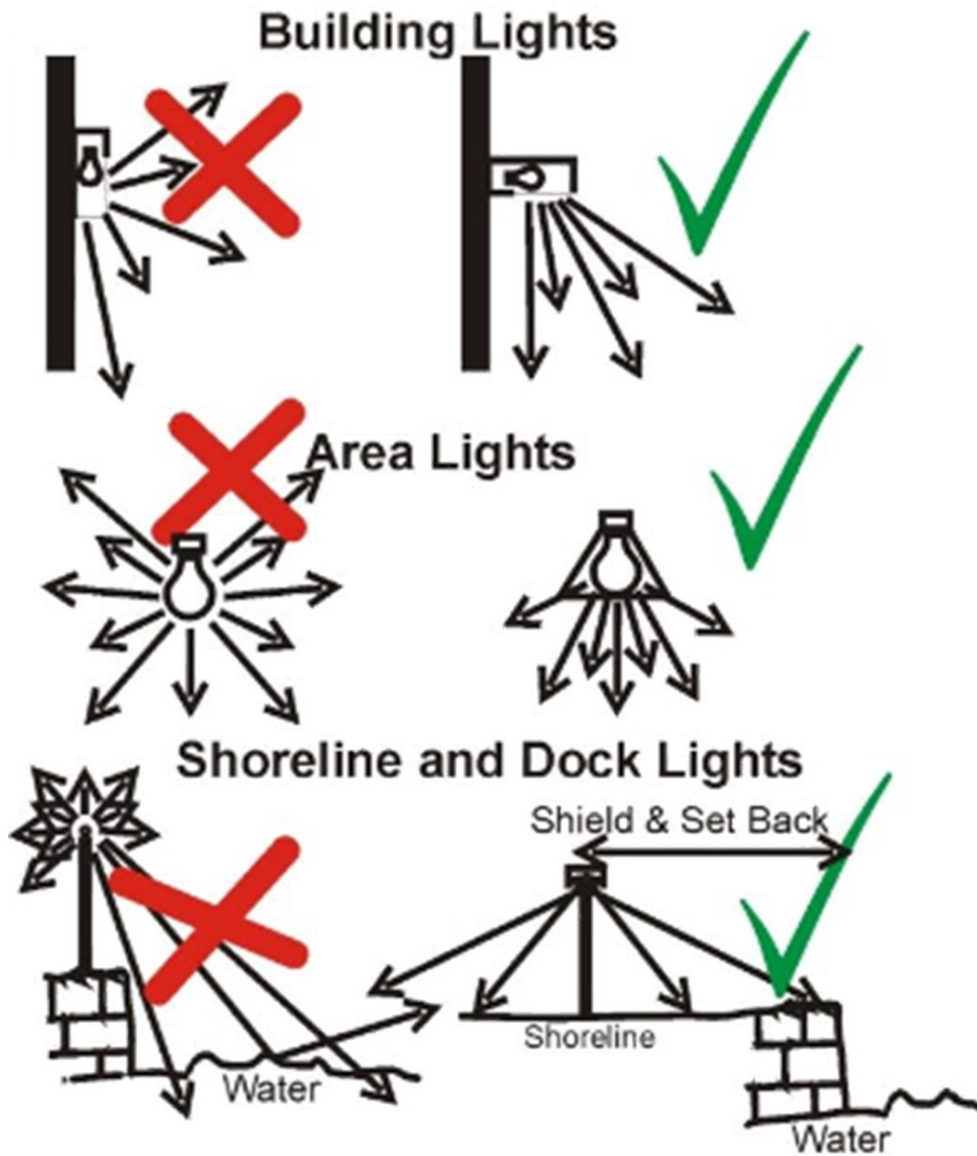 Building Lights
Area Lights
Shoreline and Dock Lights
Shield & Set Back
Shoreline
Water
Water